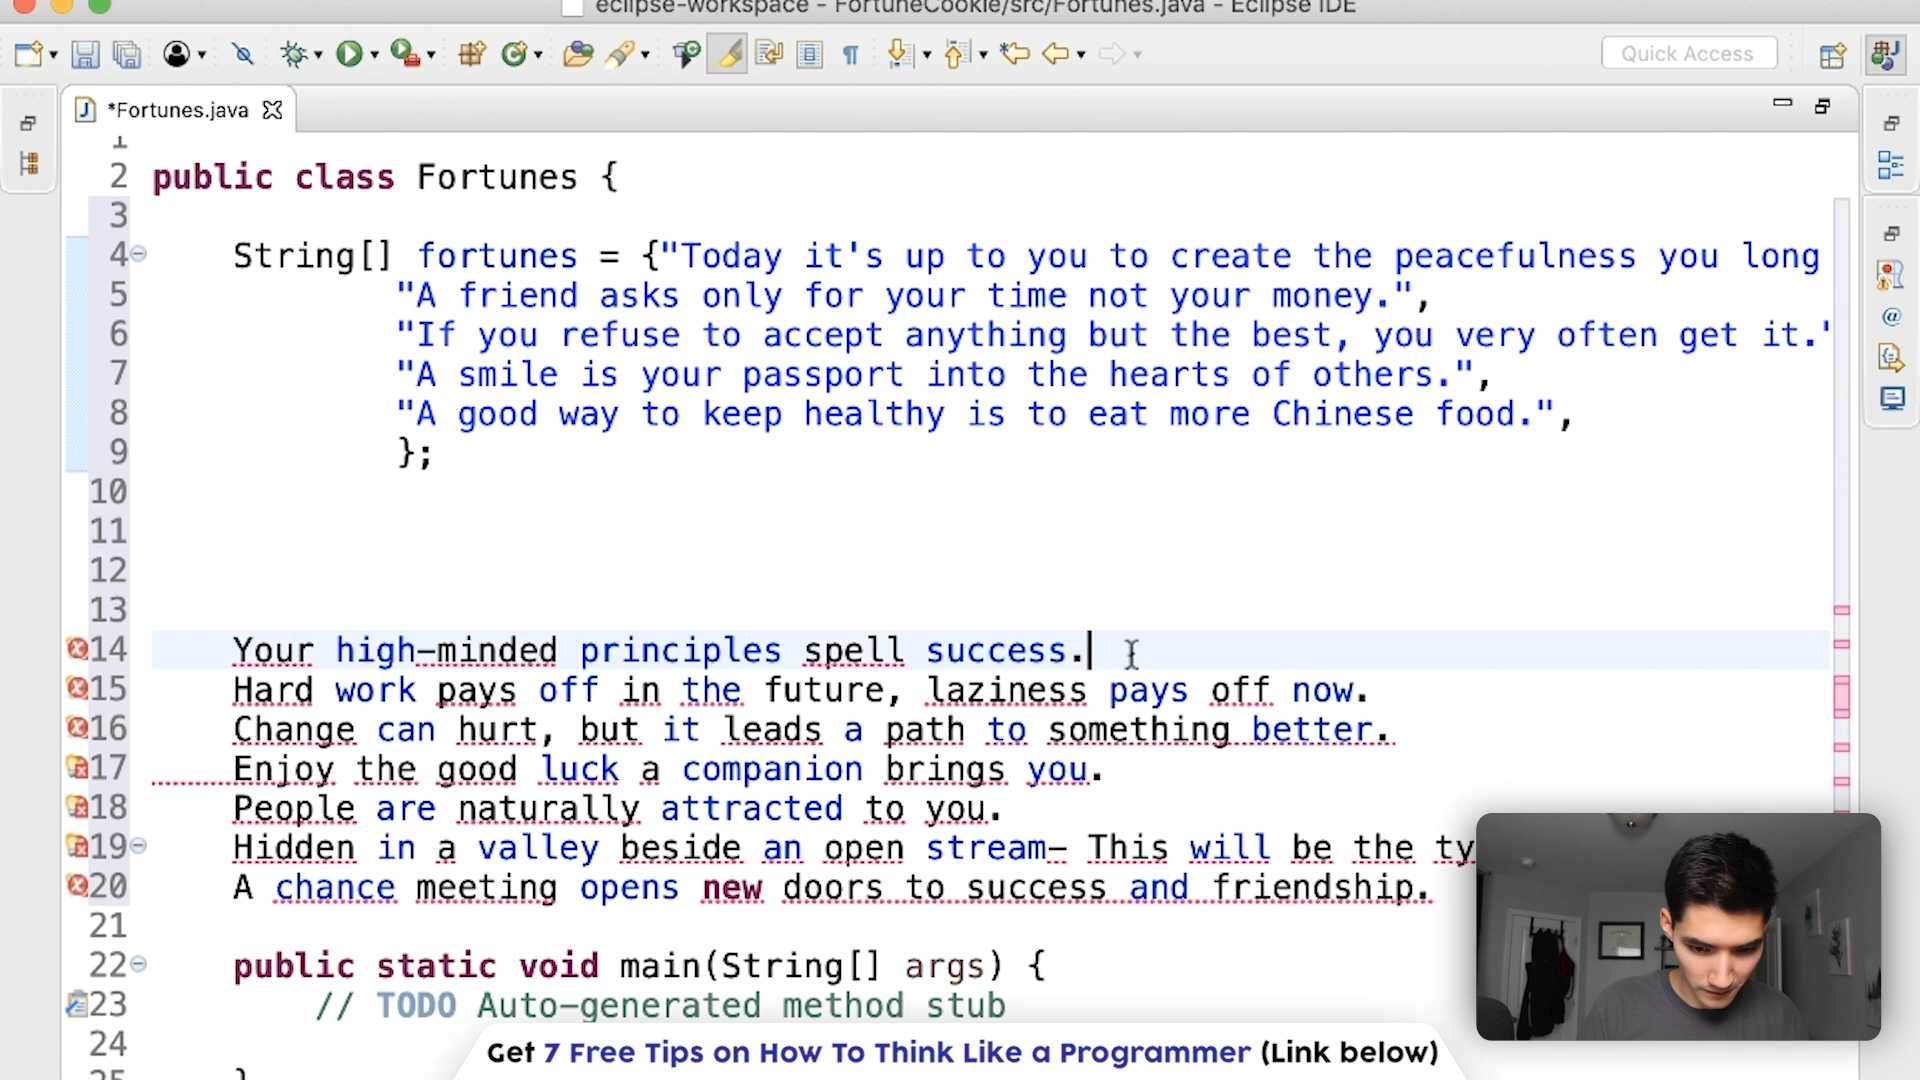 eclipse-workspace - FortuneCookie/src/Fortunes.java - Eclipse IDE
Quick Access
*Fortunes.java
1
2 public class Fortunes {
3
4 String[] fortunes = {"Today it's up to you to create the peacefulness you long
5 "A friend asks only for your time not your money.",
6 "If you refuse to accept anything but the best, you very often get it."
7 "A smile is your passport into the hearts of others.",
8 "A good way to keep healthy is to eat more Chinese food.",
9 };
10
11
12
13
14 Your high-minded principles spell success.
15 Hard work pays off in the future, laziness pays off now.
16 Change can hurt, but it leads a path to something better.
17 Enjoy the good luck a companion brings you.
18 People are naturally attracted to you.
19 Hidden in a valley beside an open stream- This will be the ty
20 A chance meeting opens new doors to success and friendship.
21
22 public static void main(String[] args) {
23 // TODO Auto-generated method stub
24
25 }
Get 7 Free Tips on How To Think Like a Programmer (Link below)